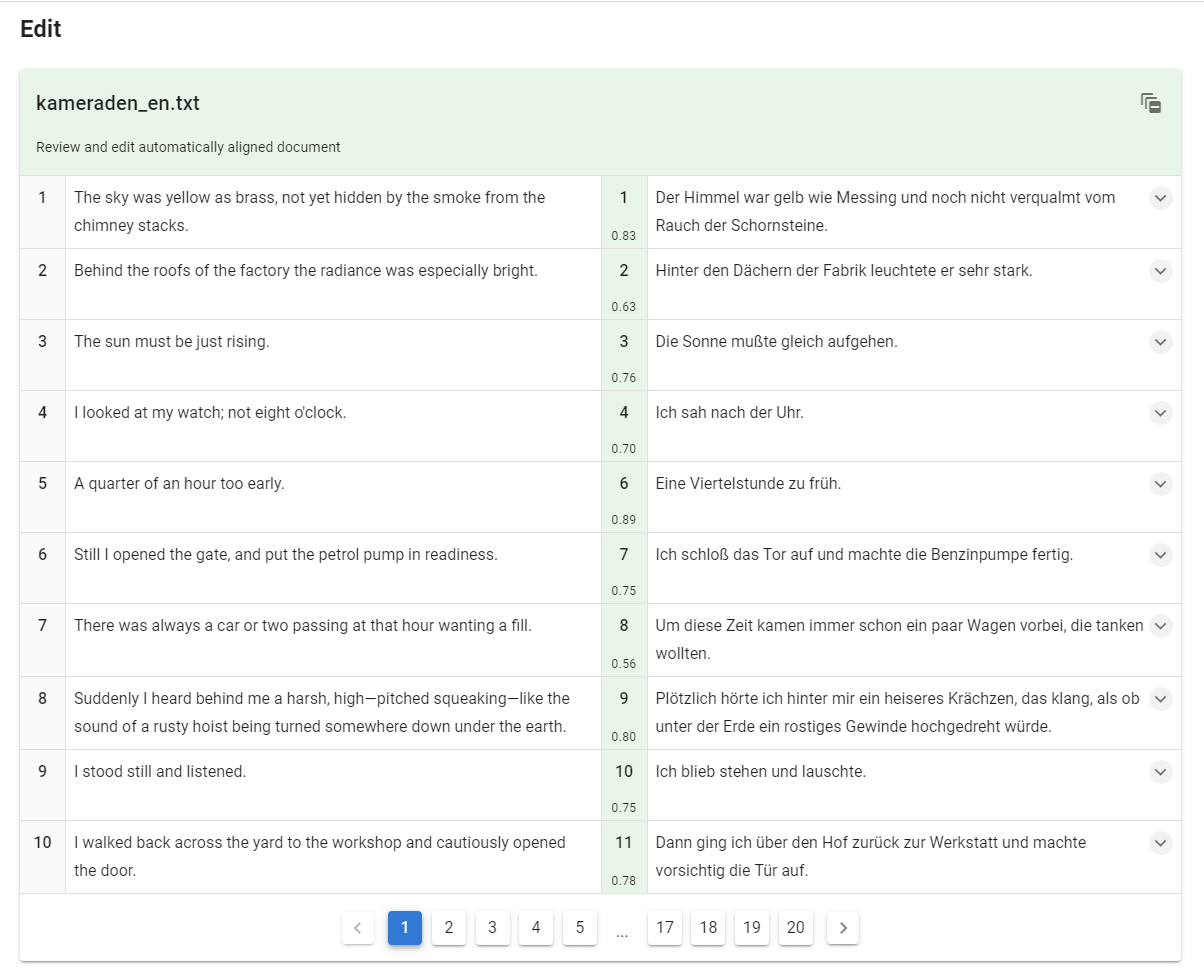 Edit
kameraden_en.txt
Review and edit automatically aligned document
1 The sky was yellow as brass, not yet hidden by the smoke from the
chimney stacks.
1 Der Himmel war gelb wie Messing und noch nicht verqualmt vom
Rauch der Schornsteine.
0.83
2 Behind the roofs of the factory the radiance was especially bright.
2 Hinter den Dächern der Fabrik leuchtete er sehr stark.
0.63
3 The sun must be just rising.
3 Die Sonne mußte gleich aufgehen.
0.76
4 I looked at my watch; not eight o'clock.
4 Ich sah nach der Uhr.
0.70
5 A quarter of an hour too early.
6 Eine Viertelstunde zu früh.
0.89
6 Still I opened the gate, and put the petrol pump in readiness.
7 Ich schloß das Tor auf und machte die Benzinpumpe fertig.
0.75
7 There was always a car or two passing at that hour wanting a fill.
8 Um diese Zeit kamen immer schon ein paar Wagen vorbei, die tanken
wollten.
0.56
8 Suddenly I heard behind me a harsh, high—pitched squeaking—like the
sound of a rusty hoist being turned somewhere down under the earth.
9 Plötzlich hörte ich hinter mir ein heiseres Krächzen, das klang, als ob
unter der Erde ein rostiges Gewinde hochgedreht würde.
0.80
9 I stood still and listened.
10 Ich blieb stehen und lauschte.
0.75
10 I walked back across the yard to the workshop and cautiously opened
the door.
11 Dann ging ich über den Hof zurück zur Werkstatt und machte
vorsichtig die Tür auf.
0.78
1 2 3 4 5 ... 17 18 19 20